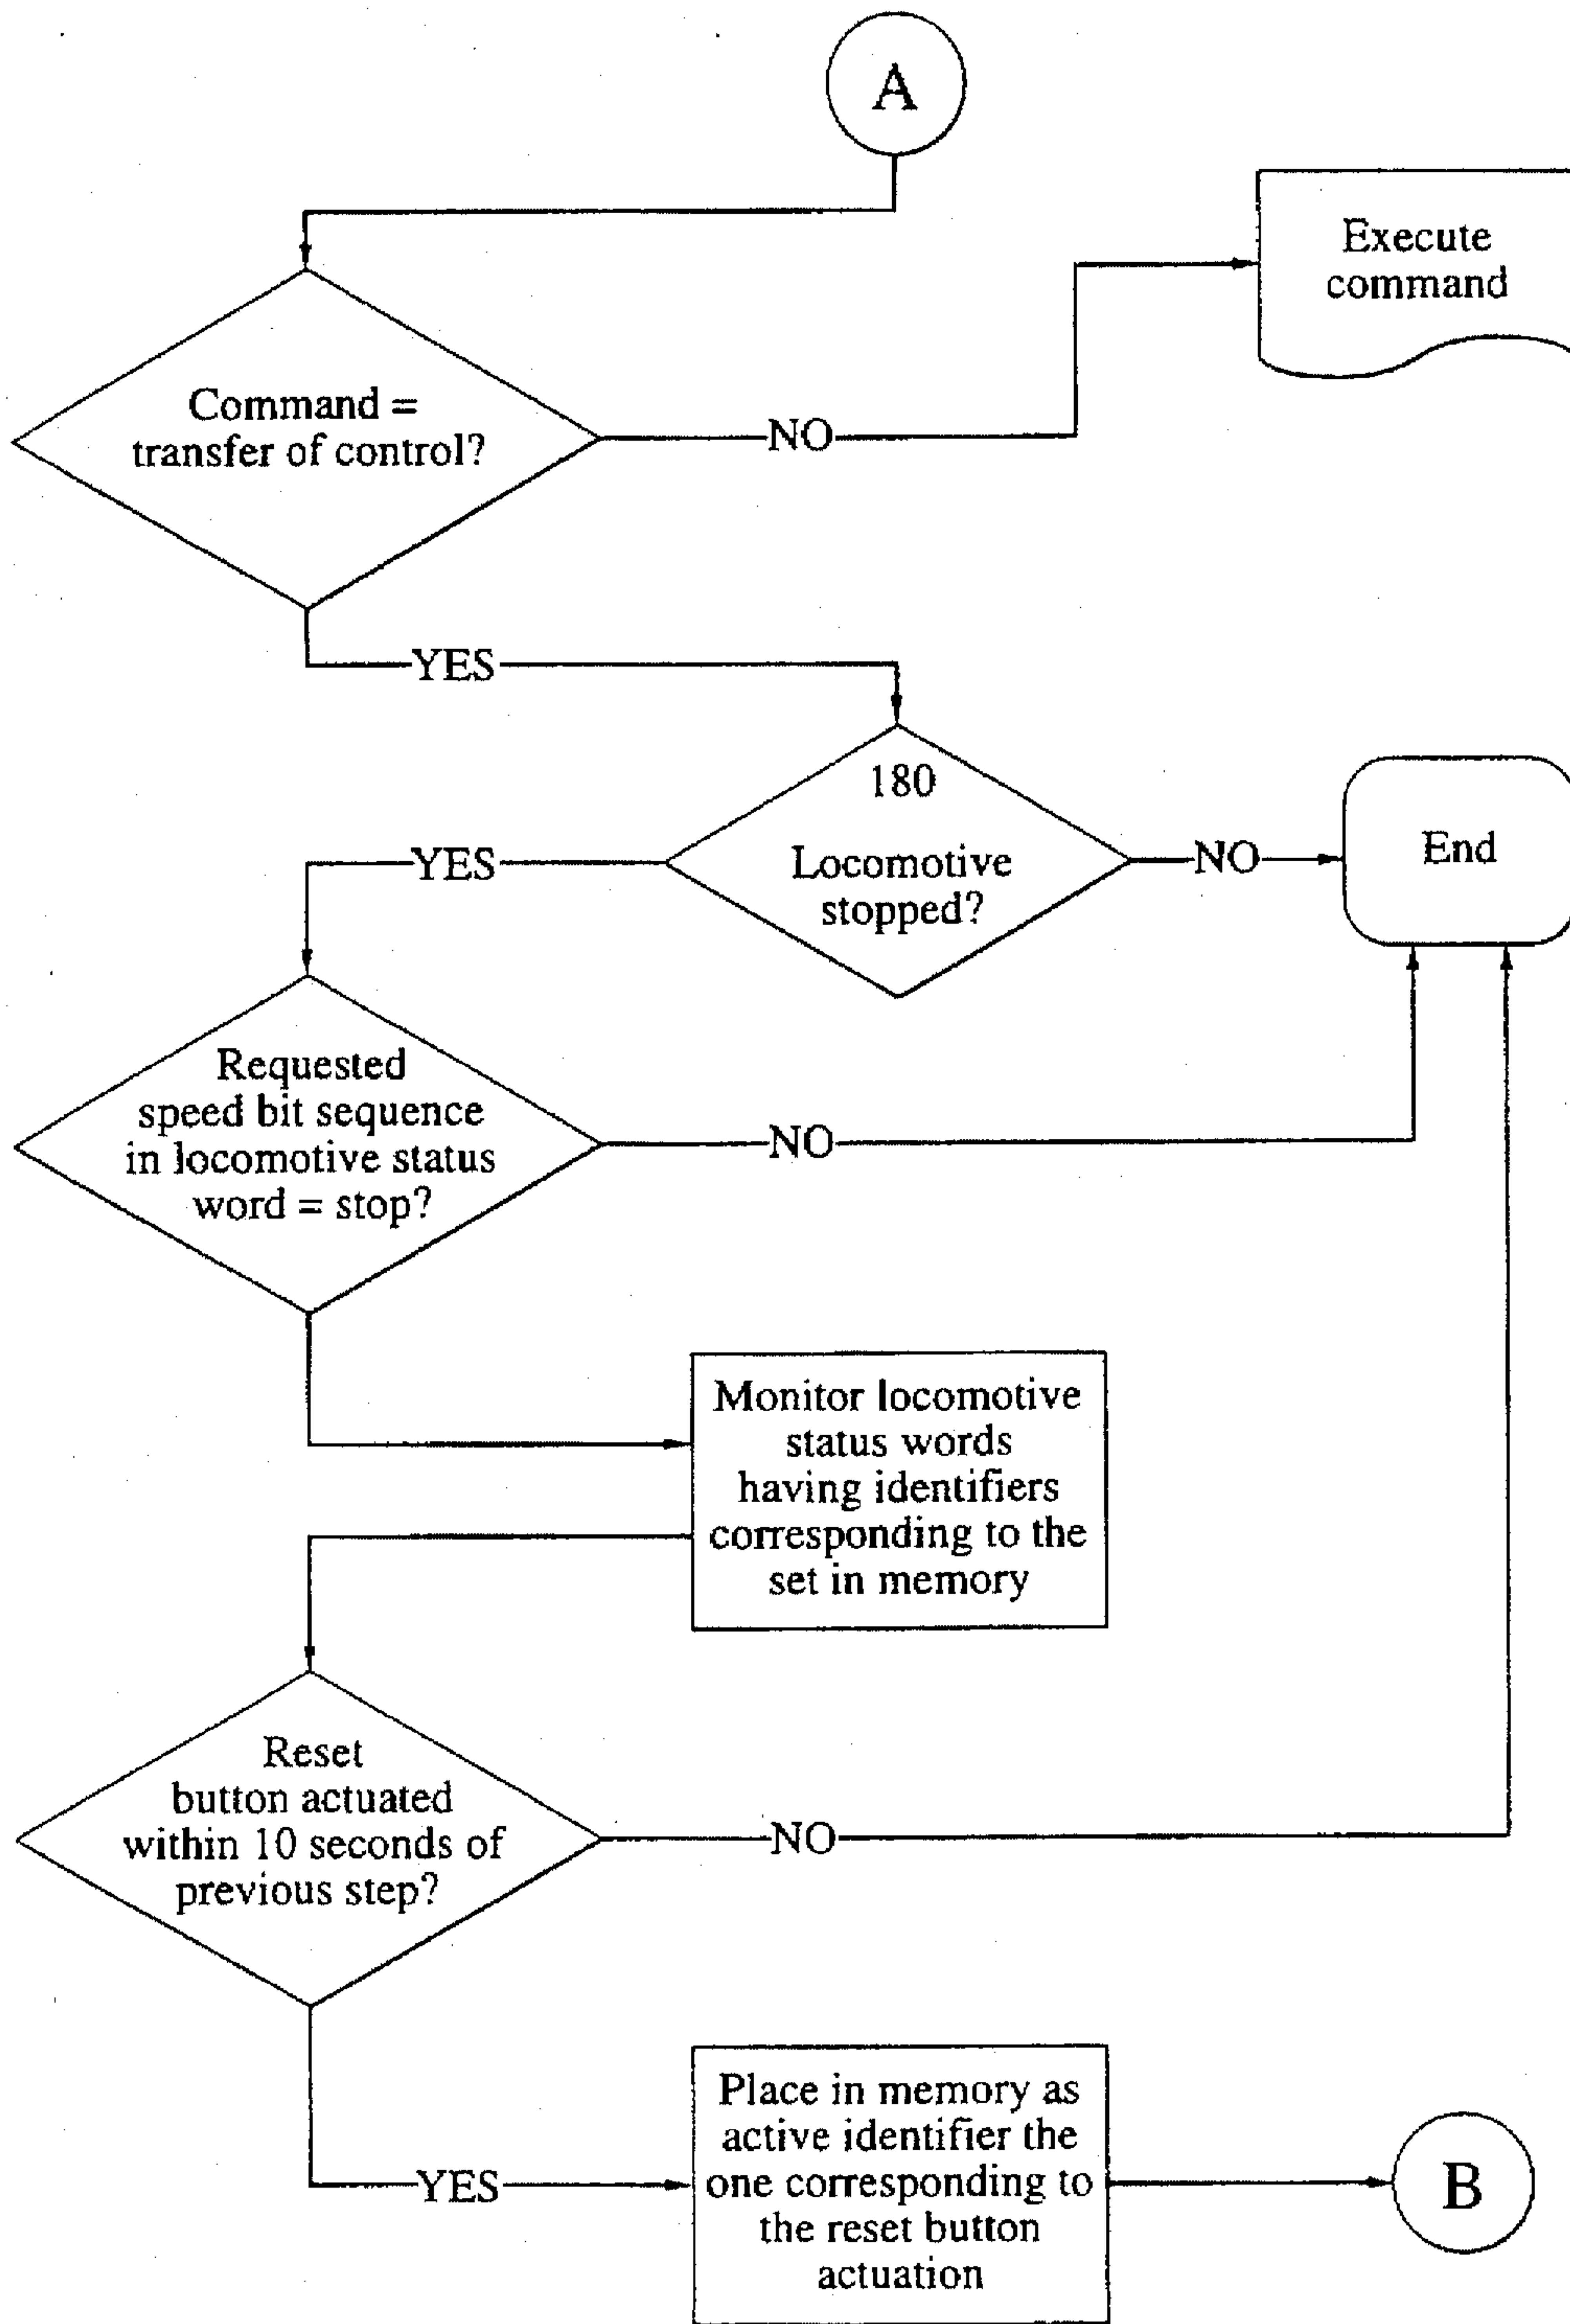 A
Execute
command
Command =
transfer of control?
NO
YES
180
Locomotive
stopped?
YES
NO
End
Requested
speed bit sequence
in locomotive status
word = stop?
NO
Monitor locomotive
status words
having identifiers
corresponding to the
set in memory
Reset
button actuated
within 10 seconds of
previous step?
NO
YES
Place in memory as
active identifier the
one corresponding to
the reset button
actuation
B